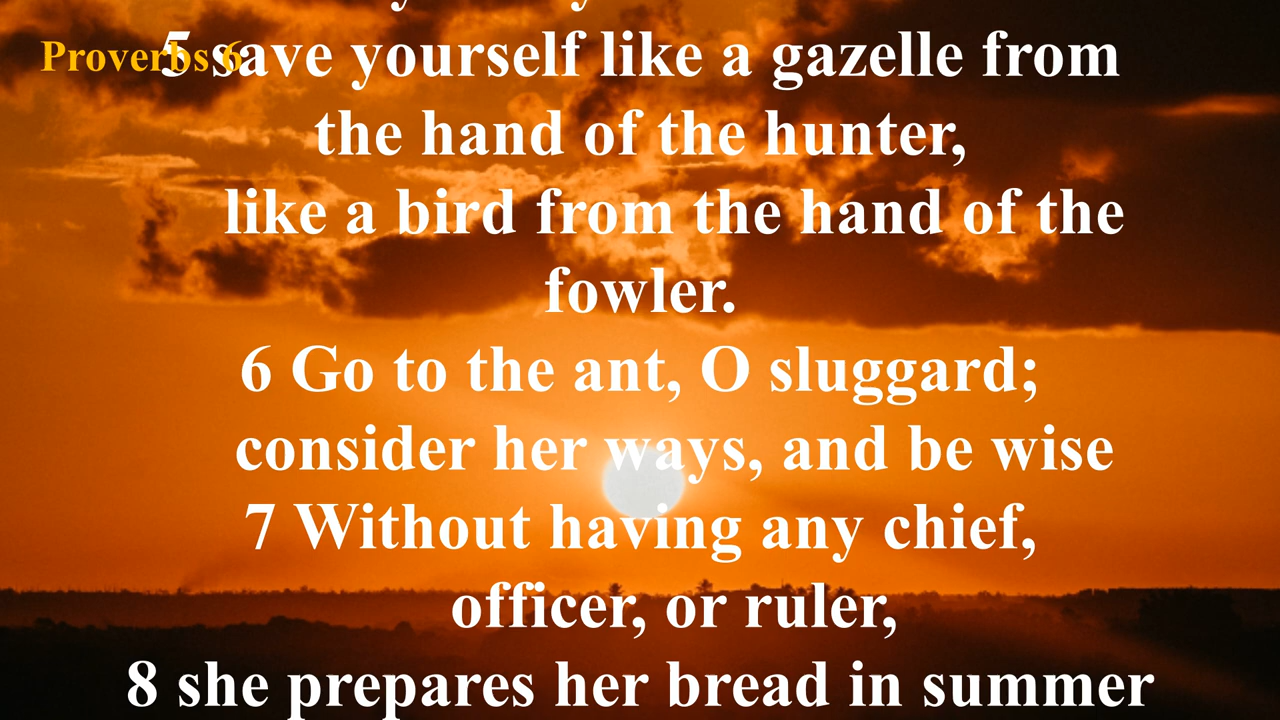 Proverbs 6
5 save yourself like a gazelle from
the hand of the hunter,
like a bird from the hand of the
fowler.
6 Go to the ant, O sluggard;
consider her ways, and be wise
7 Without having any chief,
officer, or ruler,
8 she prepares her bread in summer